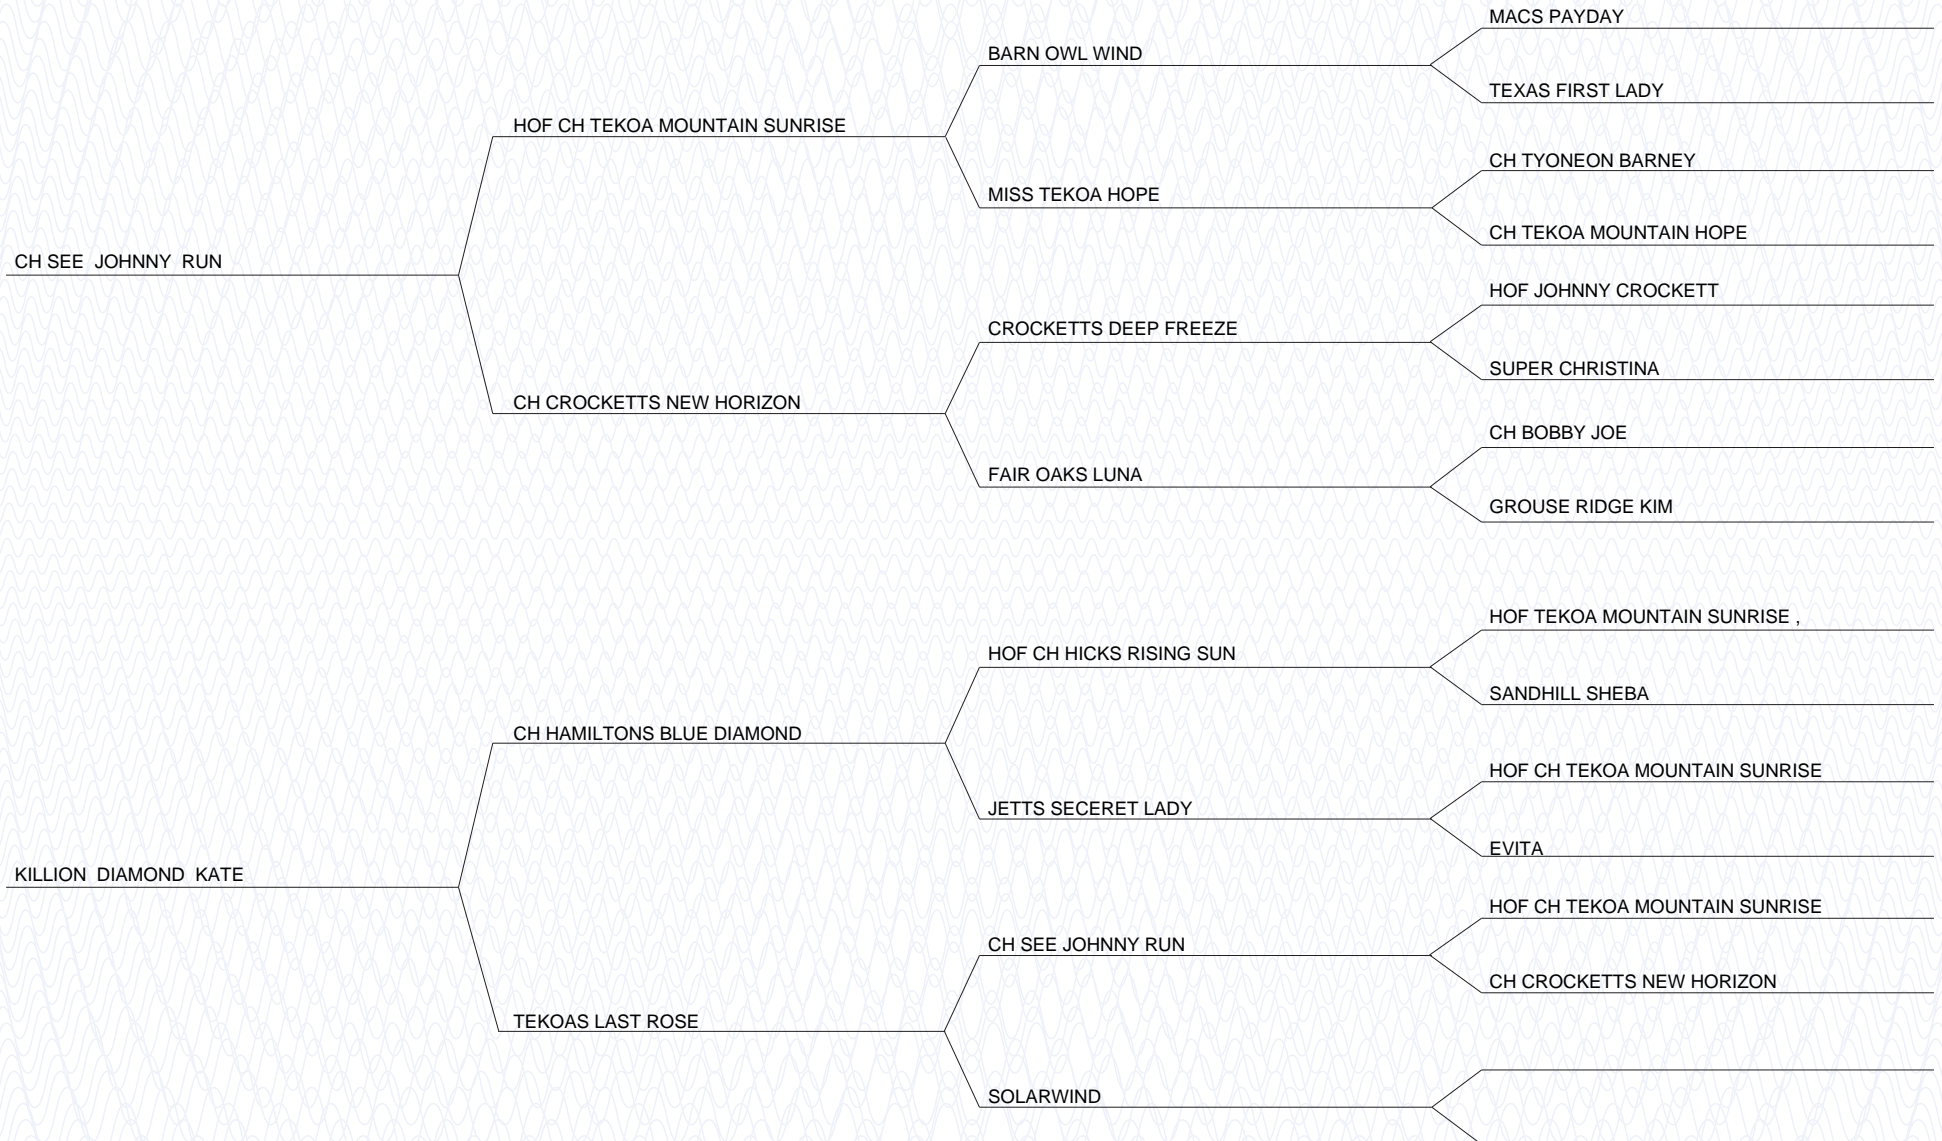 MACS PAYDAY
BARN OWL WIND
TEXAS FIRST LADY
HOF CH TEKOA MOUNTAIN SUNRISE
CH TYONEON BARNEY
MISS TEKOA HOPE
CH TEKOA MOUNTAIN HOPE
CH SEE JOHNNY RUN
HOF JOHNNY CROCKETT
CROCKETTS DEEP FREEZE
SUPER CHRISTINA
CH CROCKETTS NEW HORIZON
CH BOBBY JOE
FAIR OAKS LUNA
GROUSE RIDGE KIM
HOF TEKOA MOUNTAIN SUNRISE ,
HOF CH HICKS RISING SUN
SANDHILL SHEBA
CH HAMILTONS BLUE DIAMOND
HOF CH TEKOA MOUNTAIN SUNRISE
JETTS SECERET LADY
EVITA
KILLION DIAMOND KATE
HOF CH TEKOA MOUNTAIN SUNRISE
CH SEE JOHNNY RUN
CH CROCKETTS NEW HORIZON
TEKOAS LAST ROSE
SOLARWIND